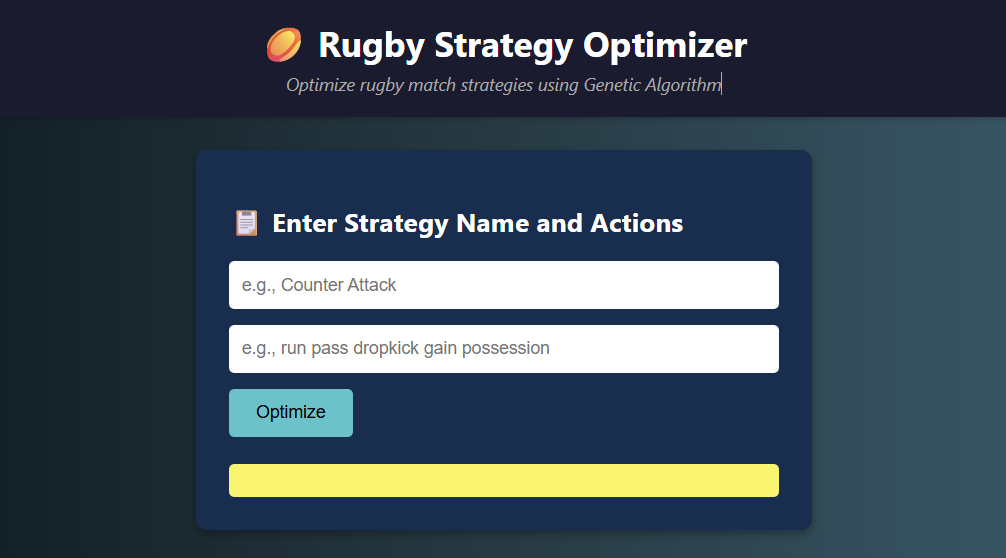 Rugby Strategy Optimizer
Optimize rugby match strategies using Genetic Algorithm
Enter Strategy Name and Actions
e.g., Counter Attack
e.g., run pass dropkick gain possession
Optimize